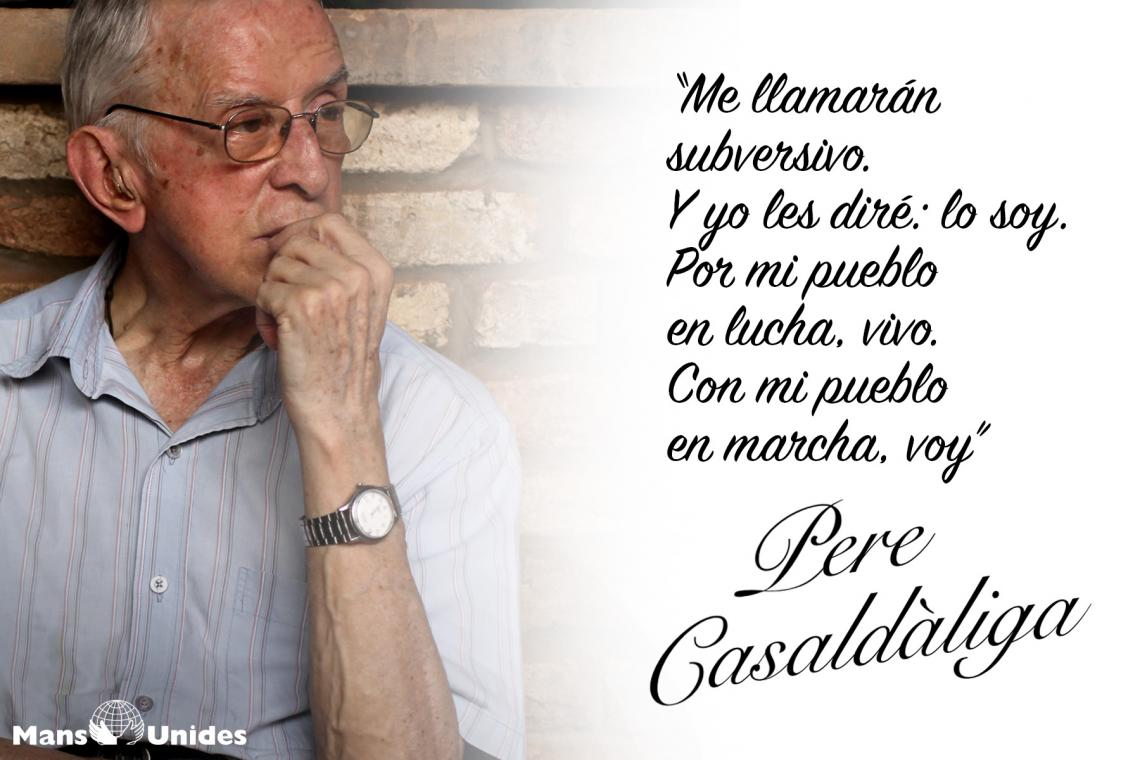 "Me llamarán
subversivo.
Y yo les diré: lo soy.
Por mi pueblo
en lucha, vivo.
Con mi pueblo
en marcha, voy"
Pere
Casaldàliga
Mans Unides